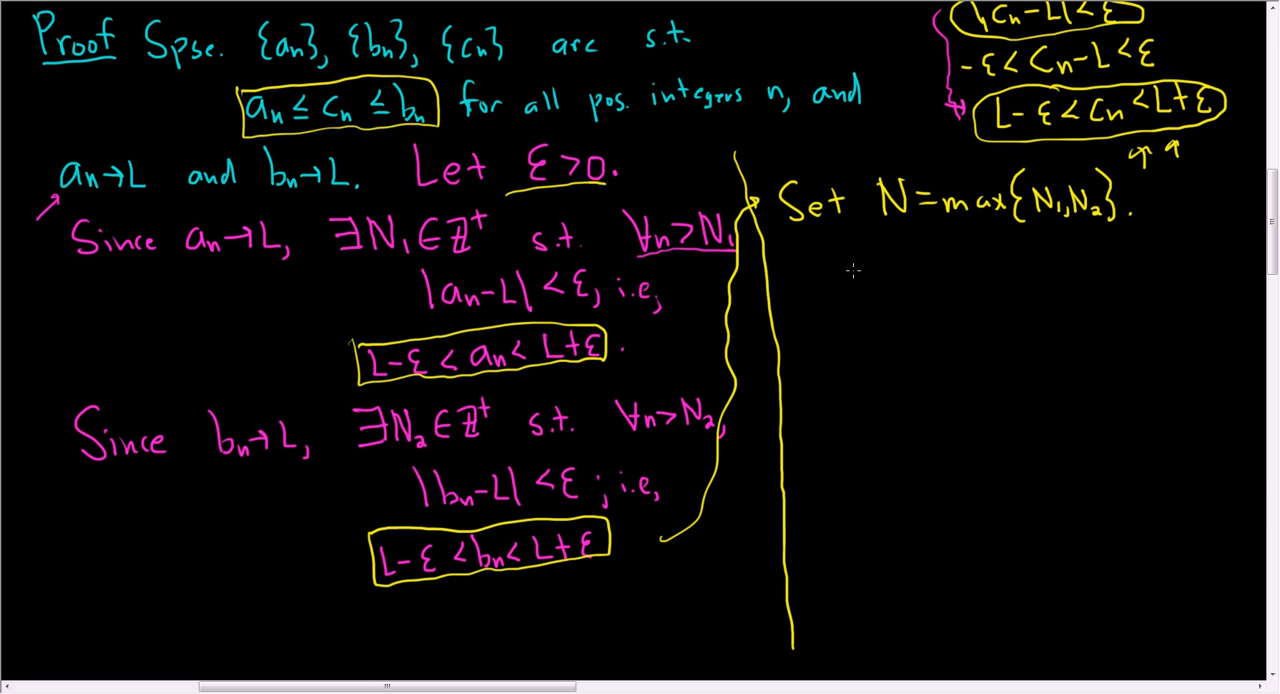 Proof Spse. {an}, {bn}, {cn} are s.t.
an ≤ cn ≤ bn for all pos. integers n, and
an→L and bn→L. Let ε>0.
Since an→L, ∃N₁∈ℤ⁺ s.t. ∀n>N₁
|an-L| <ε, i.e,
L-ε < an < L+ε.
Since bn→L, ∃N₂∈ℤ⁺ s.t. ∀n>N₂,
|bn-L| <ε ; i.e,
L-ε <bn< L+ε
|cn-L|<ε
-ε< cn-L<ε
L-ε < cn <L+ε
Set N=max{N₁,N₂}.